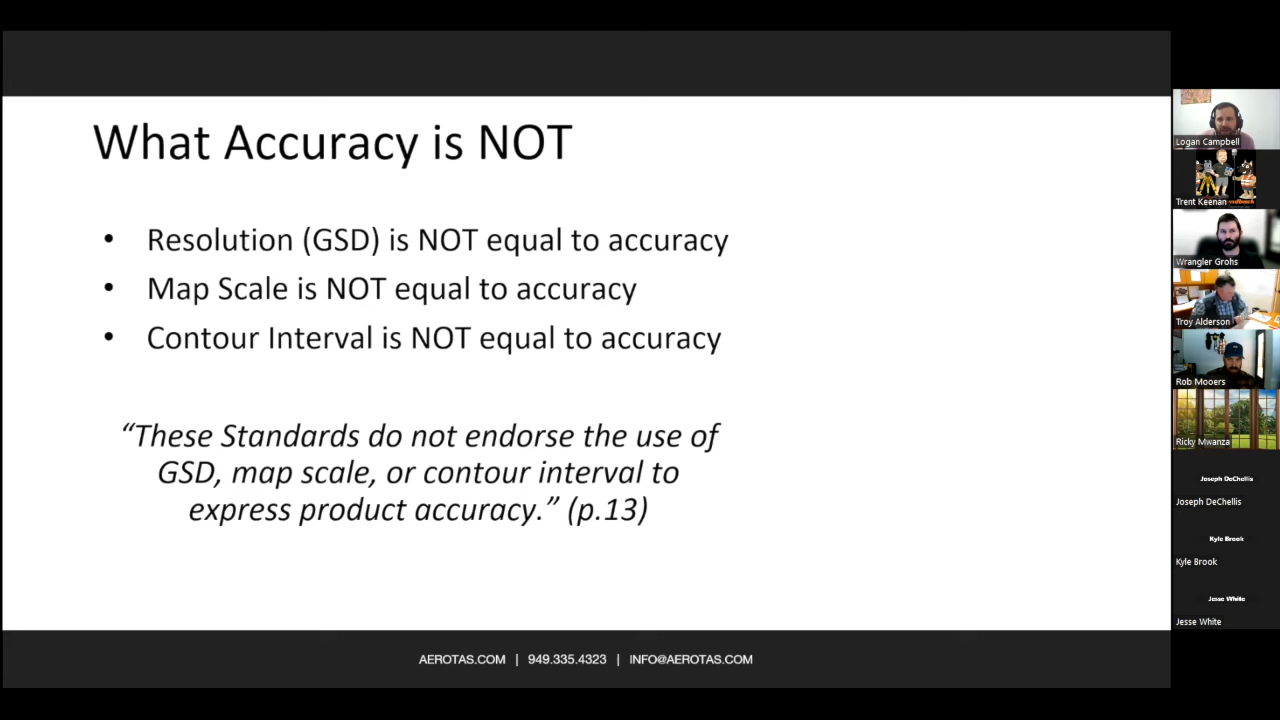 What Accuracy is NOT
• Resolution (GSD) is NOT equal to accuracy
• Map Scale is NOT equal to accuracy
• Contour Interval is NOT equal to accuracy
“These Standards do not endorse the use of
GSD, map scale, or contour interval to
express product accuracy.” (p.13)
AEROTAS.COM | 949.335.4323 | INFO@AEROTAS.COM
Logan Campbell
Trent Keenan
Wrangler Grohs
Troy Alderson
Rob Mooers
Ricky Mwanza
Joseph DeChellis
Joseph DeChellis
Kyle Brook
Kyle Brook
Jesse White
Jesse White